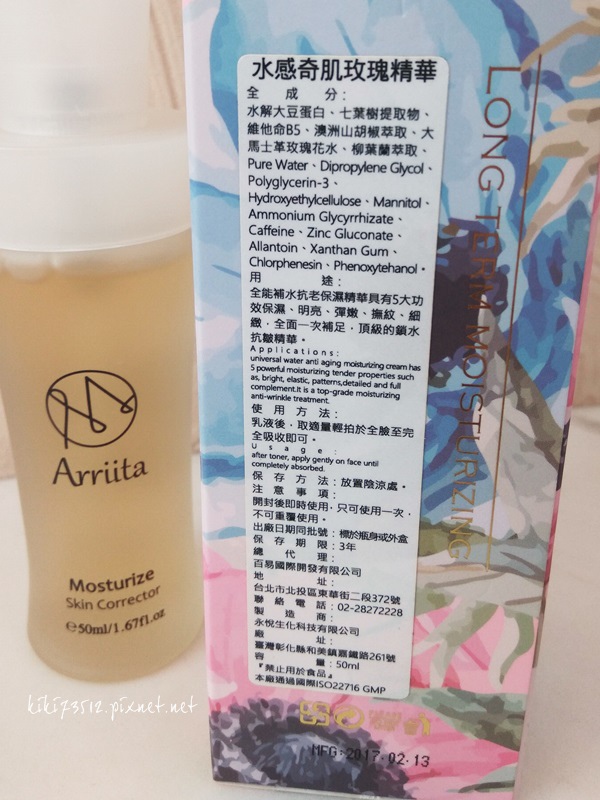 水感奇肌玫瑰精華
全成分:
水解大豆蛋白、七葉樹提取物、
維他命B5、澳洲山胡椒萃取、大
馬士革玫瑰花水、柳葉蘭萃取、
Pure Water、Dipropylene Glycol、
Polyglycerin-3、
Hydroxyethylcellulose、Mannitol、
Ammonium Glycyrrhizate、
Caffeine、Zinc Gluconate、
Allantoin、Xanthan Gum、
Chlorphenesin、Phenoxytehanol。
用途:
全能補水抗老保濕精華具有5大功
效保濕、明亮、彈嫩、撫紋、細
緻,全面一次補足,頂級的鎖水
抗皺精華。
Applications:
universal water anti aging moisturizing cream has
5 powerful moisturizing tender properties such
as, bright, elastic, patterns,detailed and full
complement.It is a top-grade moisturizing
anti-wrinkle treatment.
使用方法:
乳液後,取適量輕拍於全臉至完
全吸收即可。
Usage:
after toner, apply gently on face until
completely absorbed.
保存方法:放置陰涼處。
注意事項:
開封後即時使用,只可使用一次,
不可重覆使用。
出廠日期同批號:標於瓶身或外盒
保存期限:3年
總代理:
百易國際開發有限公司
地址:
台北市北投區東華街二段372號
聯絡電話:02-28272228
製造商:
永悅生化科技有限公司
廠址:
臺灣彰化縣和美鎮嘉鐵路261號
容量:50ml
『禁止用於食品』
本廠通過國際ISO22716 GMP
MFG:2017.02.13
LONG TERM MOISTURIZING
Arriita
Mosturize
Skin Corrector
℮50ml/1.67fl.oz
kiki73512.pixnet.net